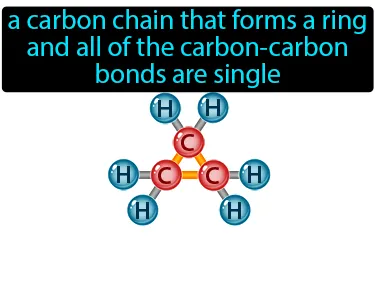 a carbon chain that forms a ring
and all of the carbon-carbon
bonds are single
H H
C
H C C H
H H